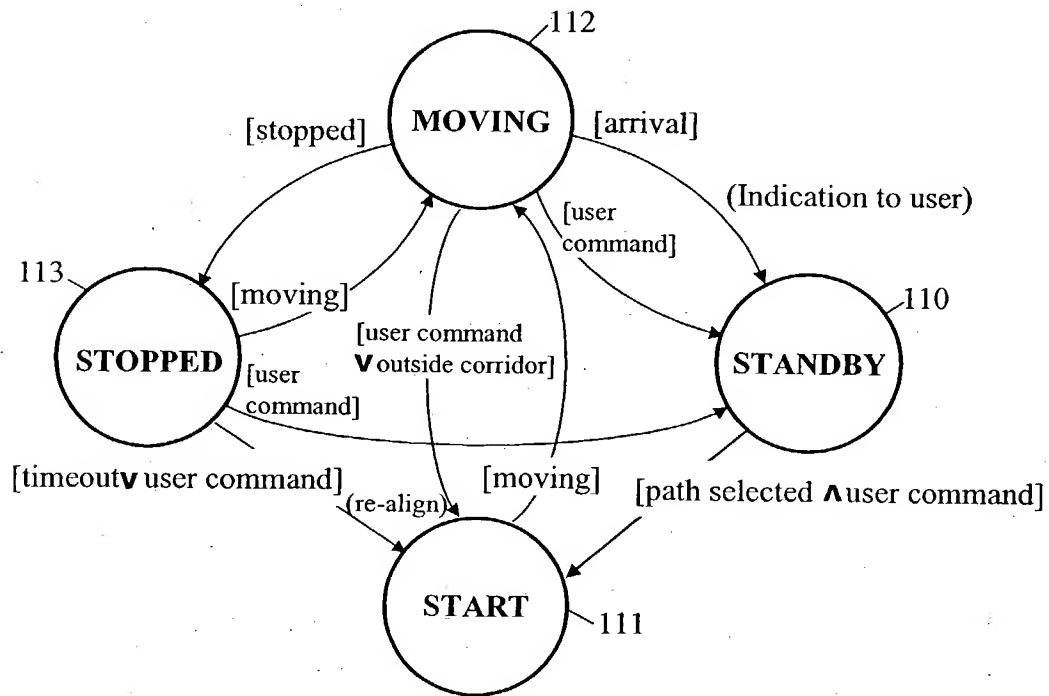 112
MOVING
[stopped]
[arrival]
(Indication to user)
[user
command]
113
[moving]
110
STOPPED
[user command
V outside corridor]
STANDBY
[user
command]
[timeout V user command]
[moving]
[path selected Λ user command]
(re-align)
START
111